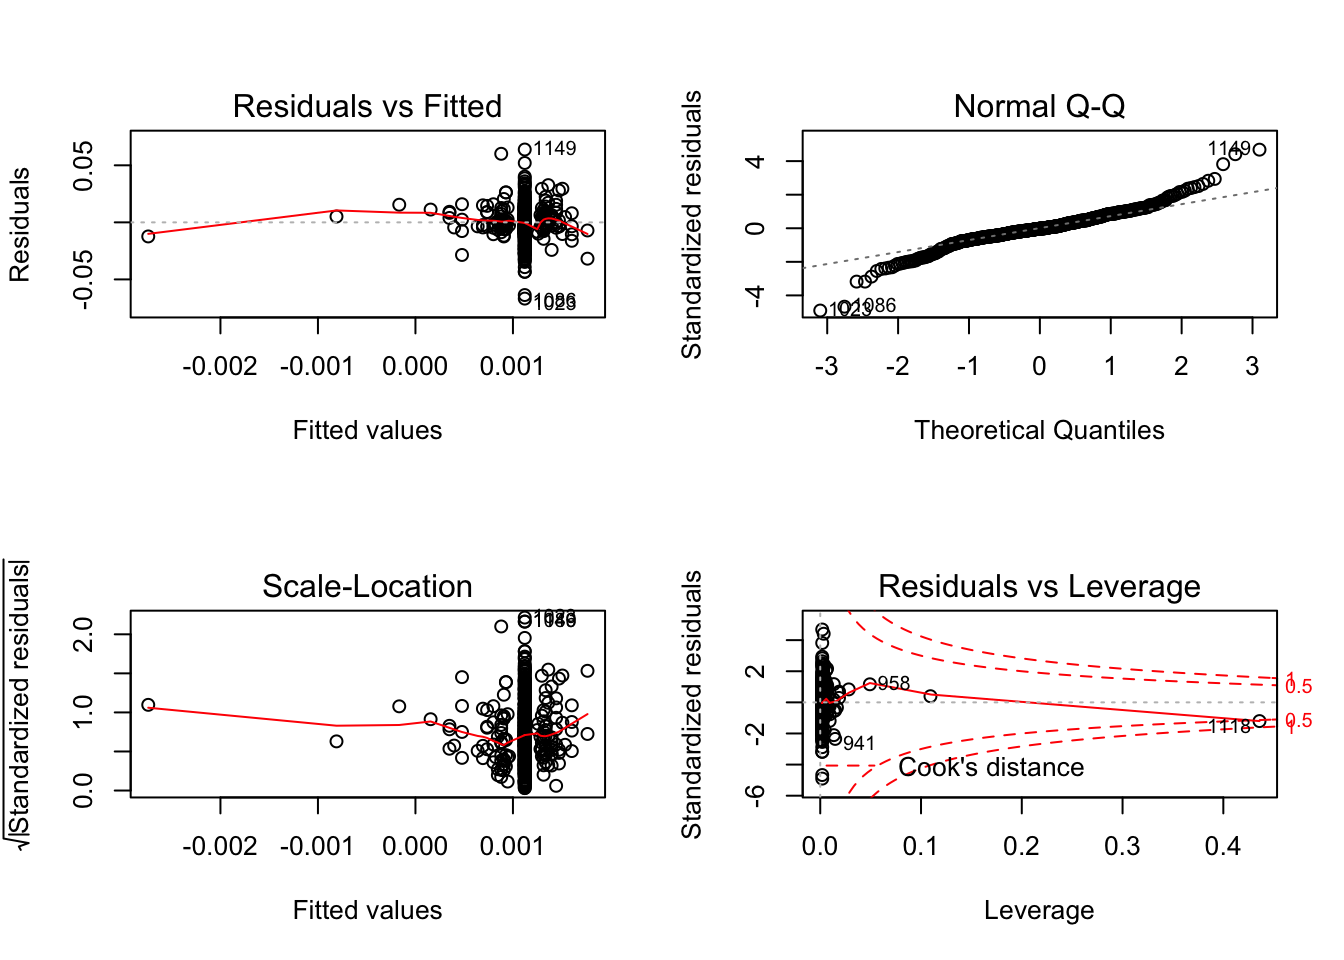 Residuals vs Fitted
Residuals
0.05
-0.05
1149
1086
1023
-0.002 -0.001 0.000 0.001
Fitted values
Normal Q-Q
Standardized residuals
4
0
-4
1149
1086
1023
-3 -2 -1 0 1 2 3
Theoretical Quantiles
Scale-Location
√|Standardized residuals|
2.0
1.0
0.0
-0.002 -0.001 0.000 0.001
Fitted values
Residuals vs Leverage
Standardized residuals
2
-2
-6
958
941
1118
1
0.5
0.5
1
Cook's distance
0.0 0.1 0.2 0.3 0.4
Leverage